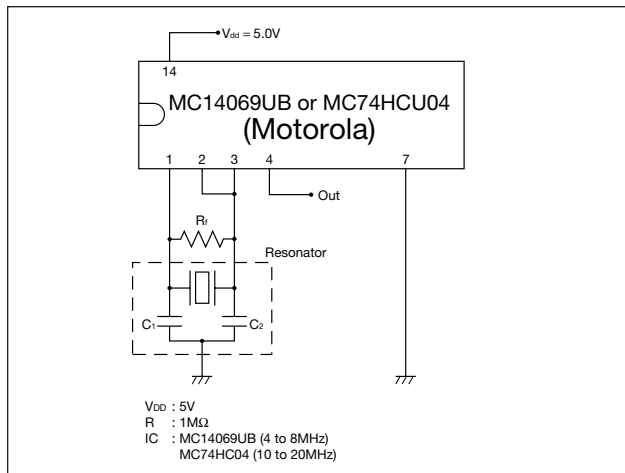 Vdd = 5.0V
14
MC14069UB or MC74HCU04
(Motorola)
1 2 3 4 7
Out
Rf
Resonator
C1 C2
VDD : 5V
R : 1MΩ
IC : MC14069UB (4 to 8MHz)
MC74HC04 (10 to 20MHz)